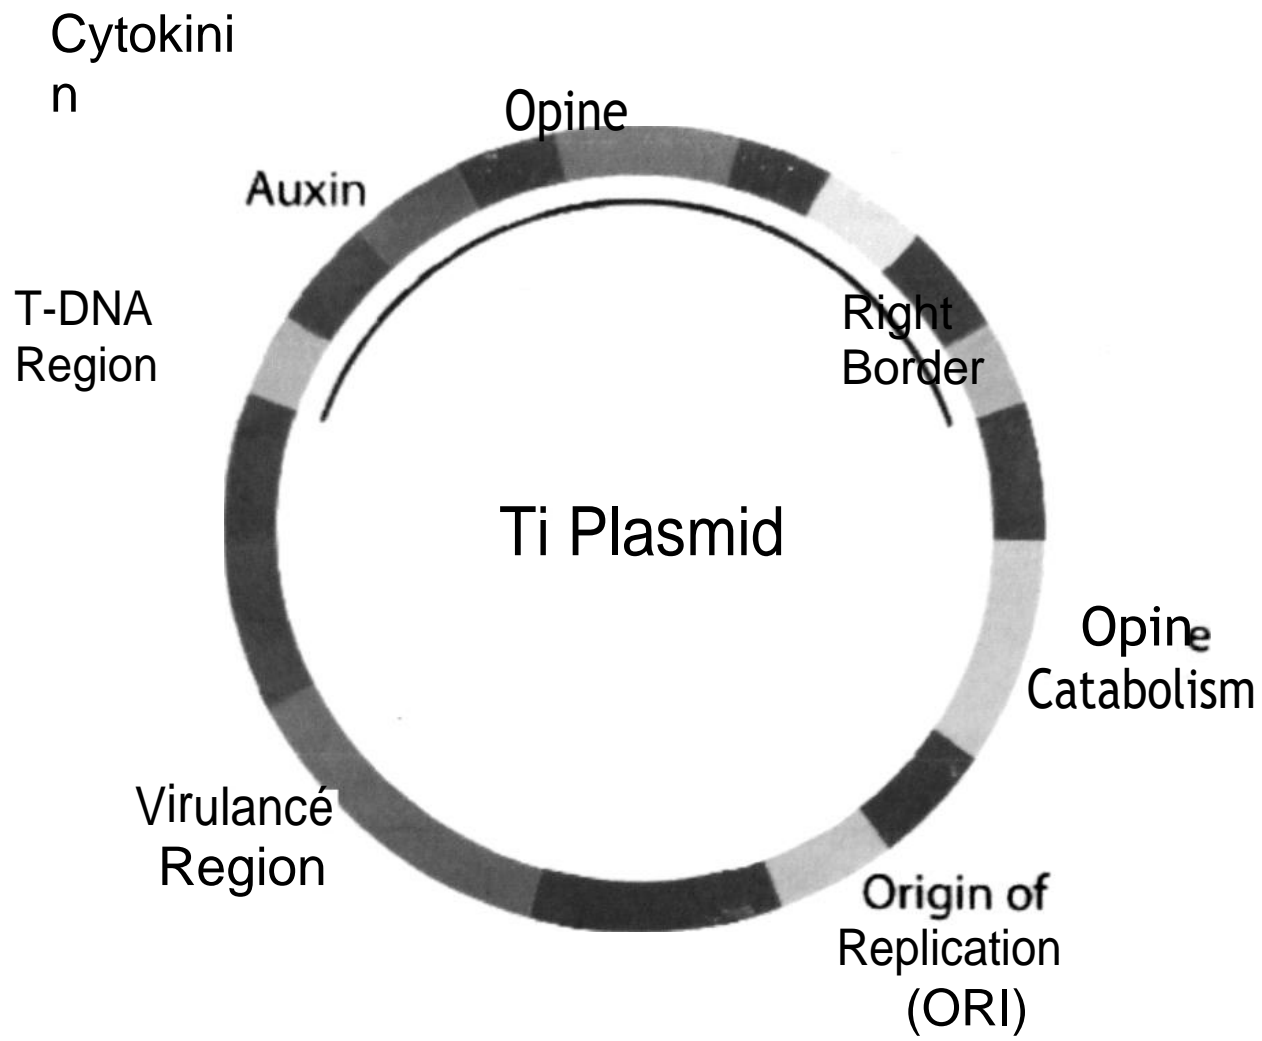 Cytokini
n
Opine
Auxin
T-DNA
Region
Right
Border
Ti Plasmid
Opine
Catabolism
Virulancé
Region
Origin of
Replication
(ORI)